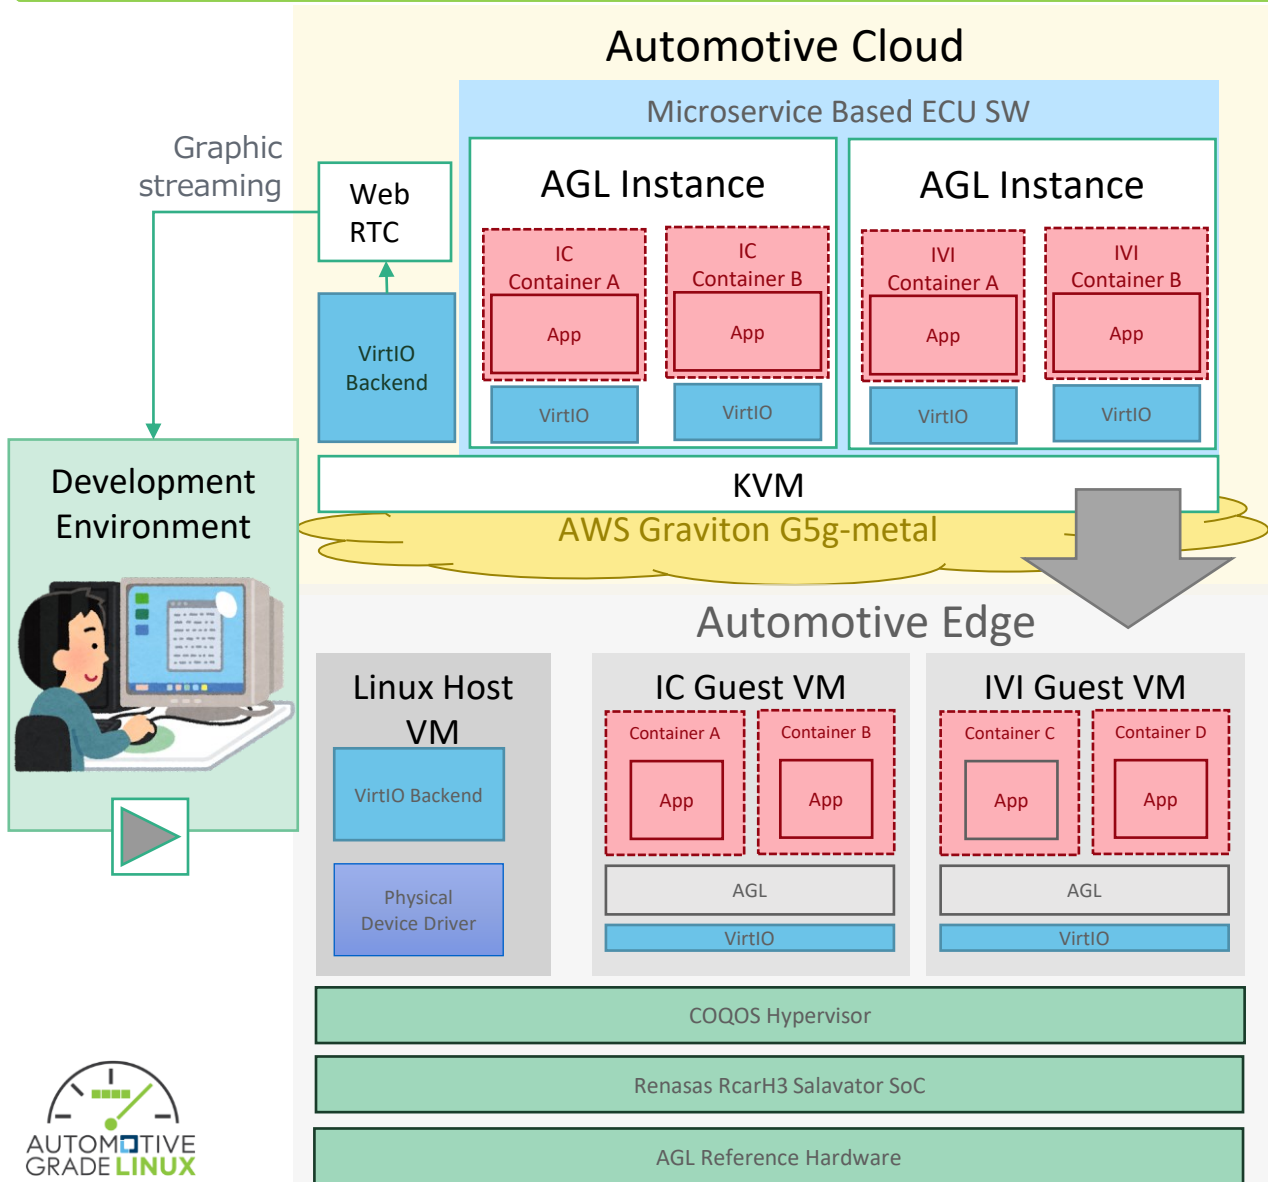 Automotive Cloud
Microservice Based ECU SW
Graphic
streaming
Web
RTC
AGL Instance
AGL Instance
IC
Container A
IC
Container B
IVI
Container A
IVI
Container B
App
App
App
App
VirtIO
Backend
VirtIO
VirtIO
VirtIO
VirtIO
KVM
AWS Graviton G5g-metal
Development
Environment
Automotive Edge
Linux Host
VM
IC Guest VM
IVI Guest VM
Container A
Container B
Container C
Container D
App
App
App
App
VirtIO Backend
Physical
Device Driver
AGL
AGL
VirtIO
VirtIO
COQOS Hypervisor
Renasas RcarH3 Salavator SoC
AGL Reference Hardware
AUTOMOTIVE
GRADE LINUX